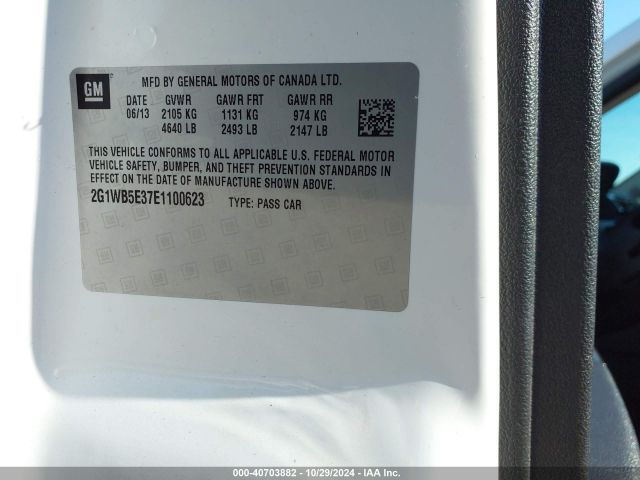 GM
MFD BY GENERAL MOTORS OF CANADA LTD.
DATE GVWR GAWR FRT GAWR RR
06/13 2105 KG 1131 KG 974 KG
4640 LB 2493 LB 2147 LB
THIS VEHICLE CONFORMS TO ALL APPLICABLE U.S. FEDERAL MOTOR
VEHICLE SAFETY, BUMPER, AND THEFT PREVENTION STANDARDS IN
EFFECT ON THE DATE OF MANUFACTURE SHOWN ABOVE.
2G1WB5E37E1100623 TYPE: PASS CAR
000-40703882 - 10/29/2024 - IAA Inc.